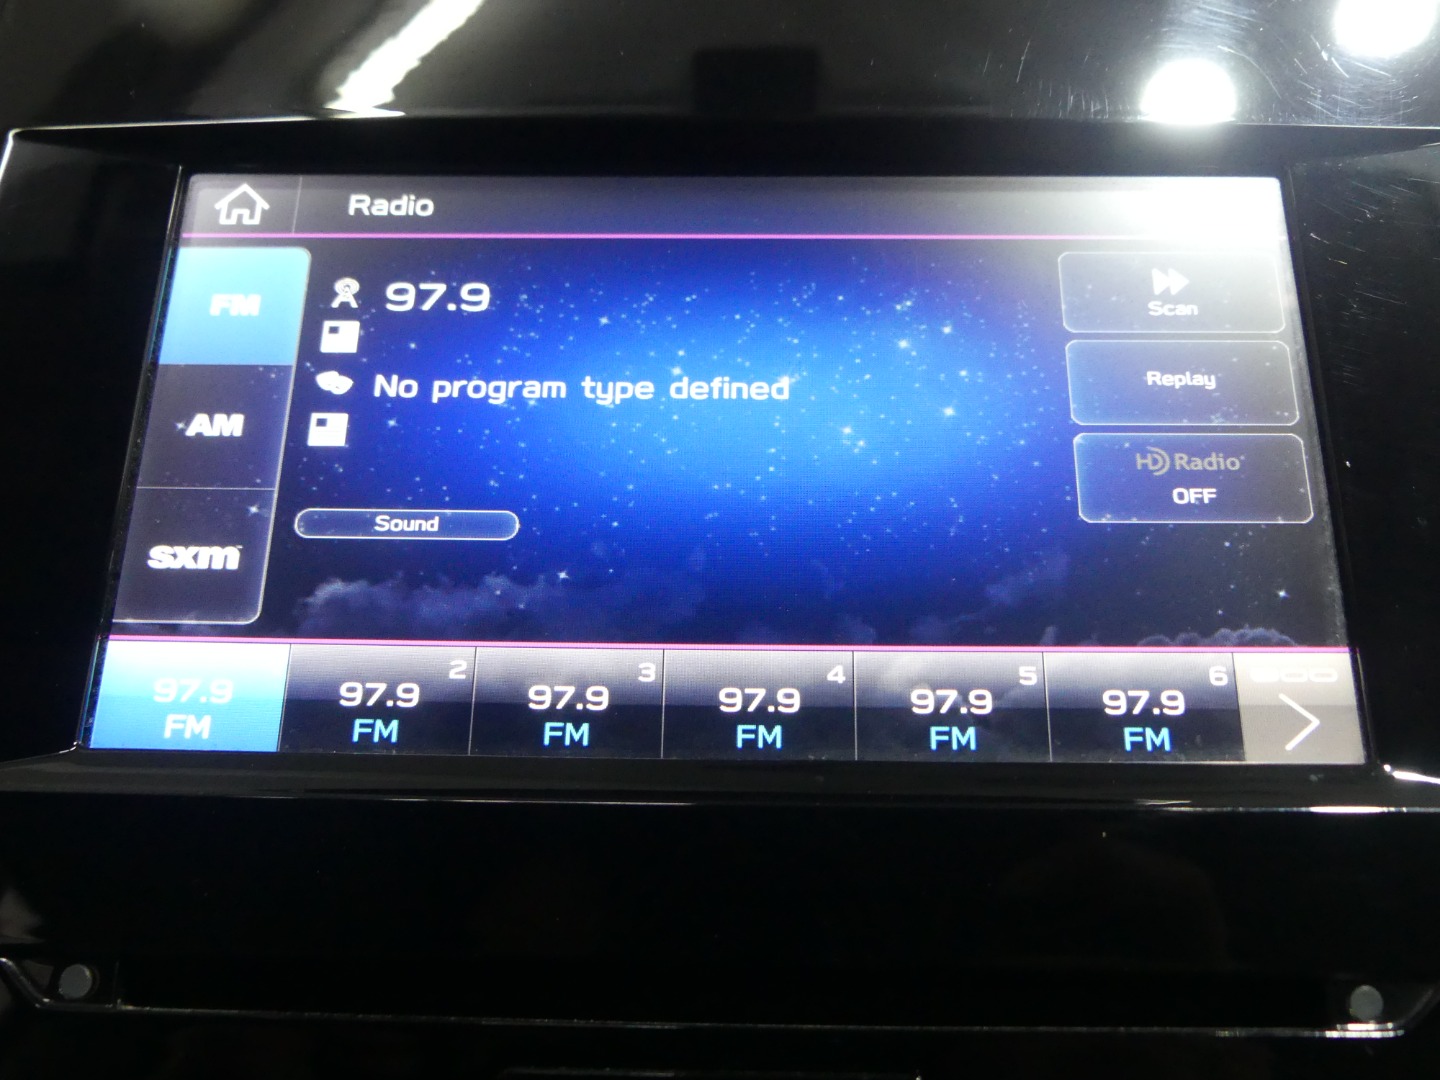 Radio
FM
97.9
Scan
Replay
No program type defined
AM
HD Radio
OFF
Sound
sxm
97.9
FM
2
97.9
FM
3
97.9
FM
4
97.9
FM
5
97.9
FM
6
97.9
FM